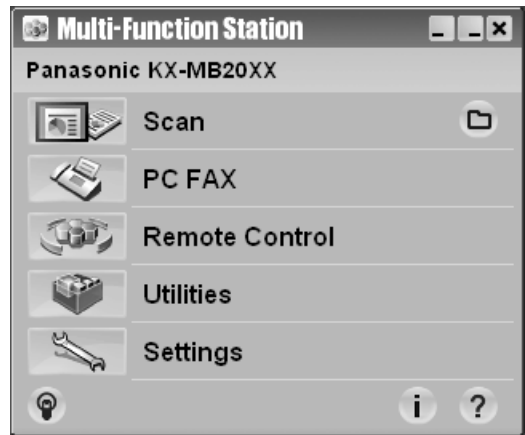 Multi-Function Station
Panasonic KX-MB20XX
Scan
PC FAX
Remote Control
Utilities
Settings
i ?